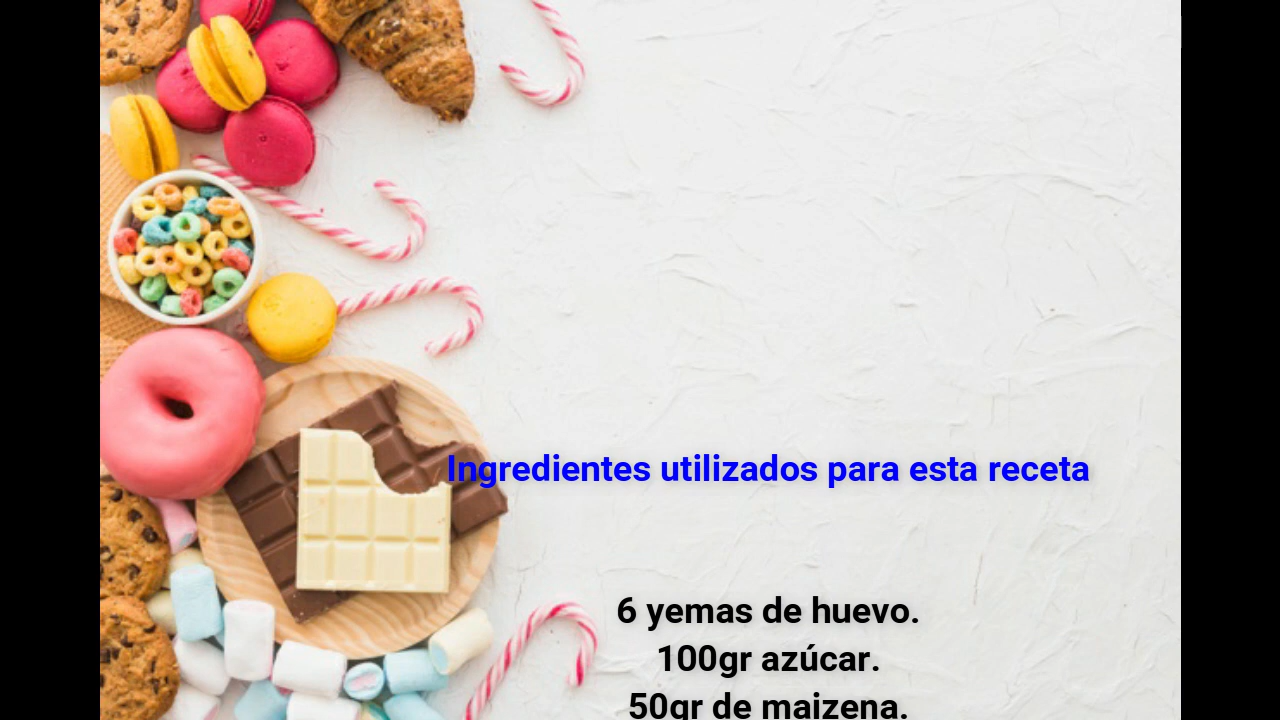 Ingredientes utilizados para esta receta
6 yemas de huevo.
100gr azúcar.
50gr de maizena.